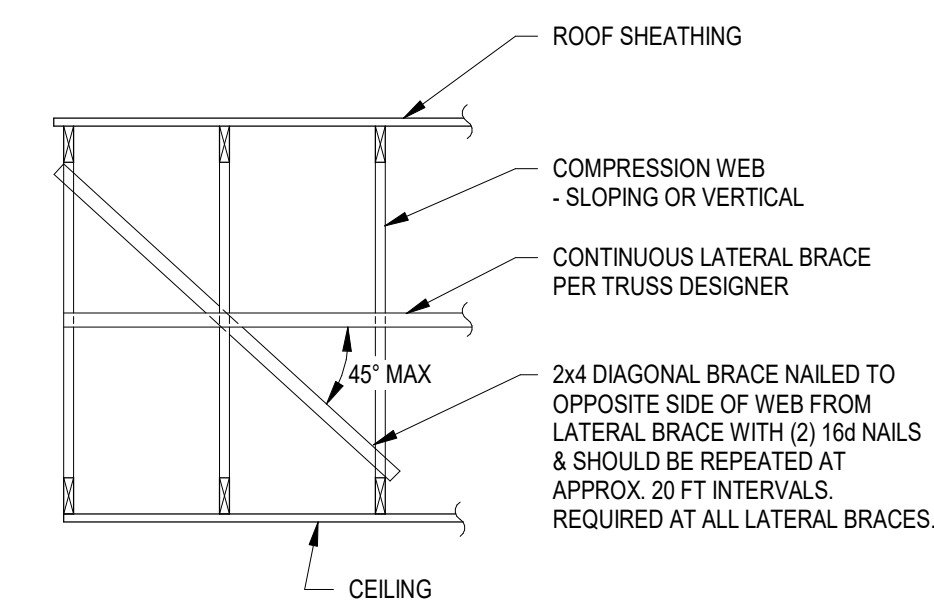 ROOF SHEATHING
COMPRESSION WEB
- SLOPING OR VERTICAL
CONTINUOUS LATERAL BRACE
PER TRUSS DESIGNER
45° MAX
2x4 DIAGONAL BRACE NAILED TO
OPPOSITE SIDE OF WEB FROM
LATERAL BRACE WITH (2) 16d NAILS
& SHOULD BE REPEATED AT
APPROX. 20 FT INTERVALS.
REQUIRED AT ALL LATERAL BRACES.
CEILING